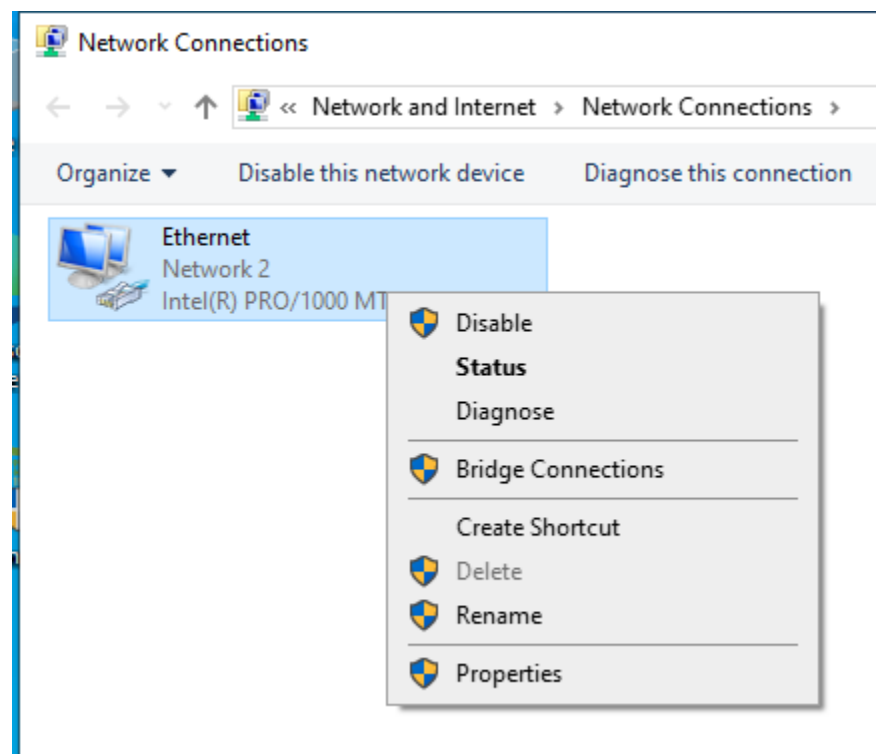 Network Connections
« Network and Internet > Network Connections >
Organize Disable this network device Diagnose this connection
Ethernet
Network 2
Intel(R) PRO/1000 MT
Disable
Status
Diagnose
Bridge Connections
Create Shortcut
Delete
Rename
Properties